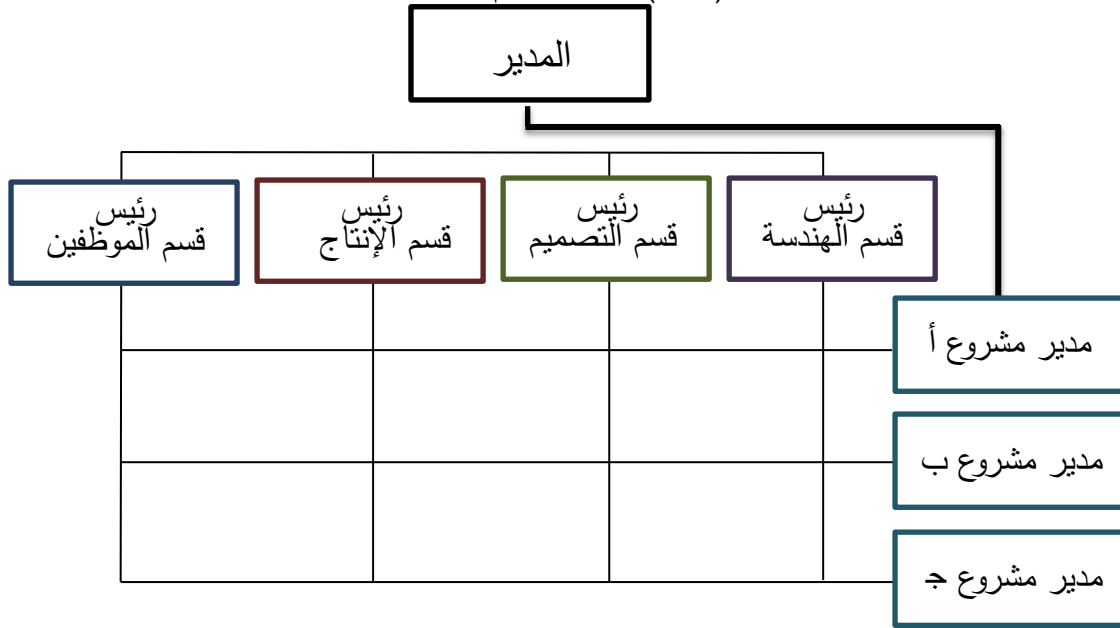 المدير
رئيس
قسم الهندسة
رئيس
قسم التصميم
رئيس
قسم الإنتاج
رئيس
قسم الموظفين
مدير مشروع أ
مدير مشروع ب
مدير مشروع ج